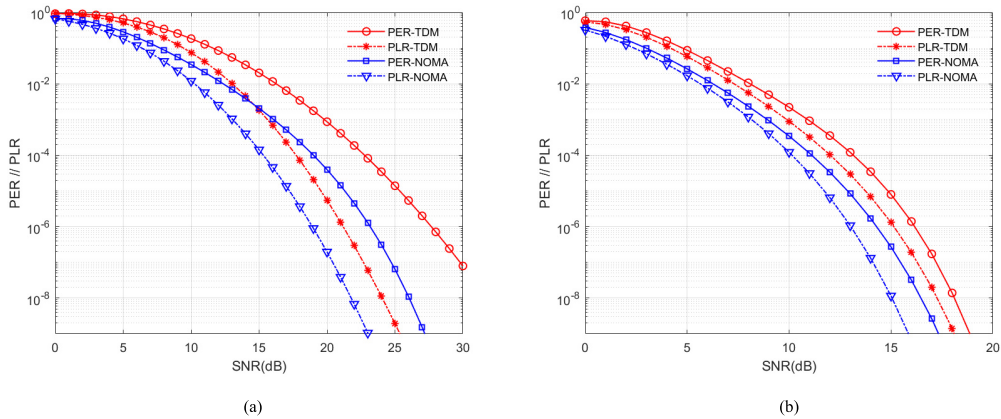 10^0
10^-2
10^-4
10^-6
10^-8
PER // PLR
0
5
10
15
20
25
30
SNR(dB)
PER-TDM
PLR-TDM
PER-NOMA
PLR-NOMA
(a)
10^0
10^-2
10^-4
10^-6
10^-8
PER // PLR
0
5
10
15
20
SNR(dB)
PER-TDM
PLR-TDM
PER-NOMA
PLR-NOMA
(b)